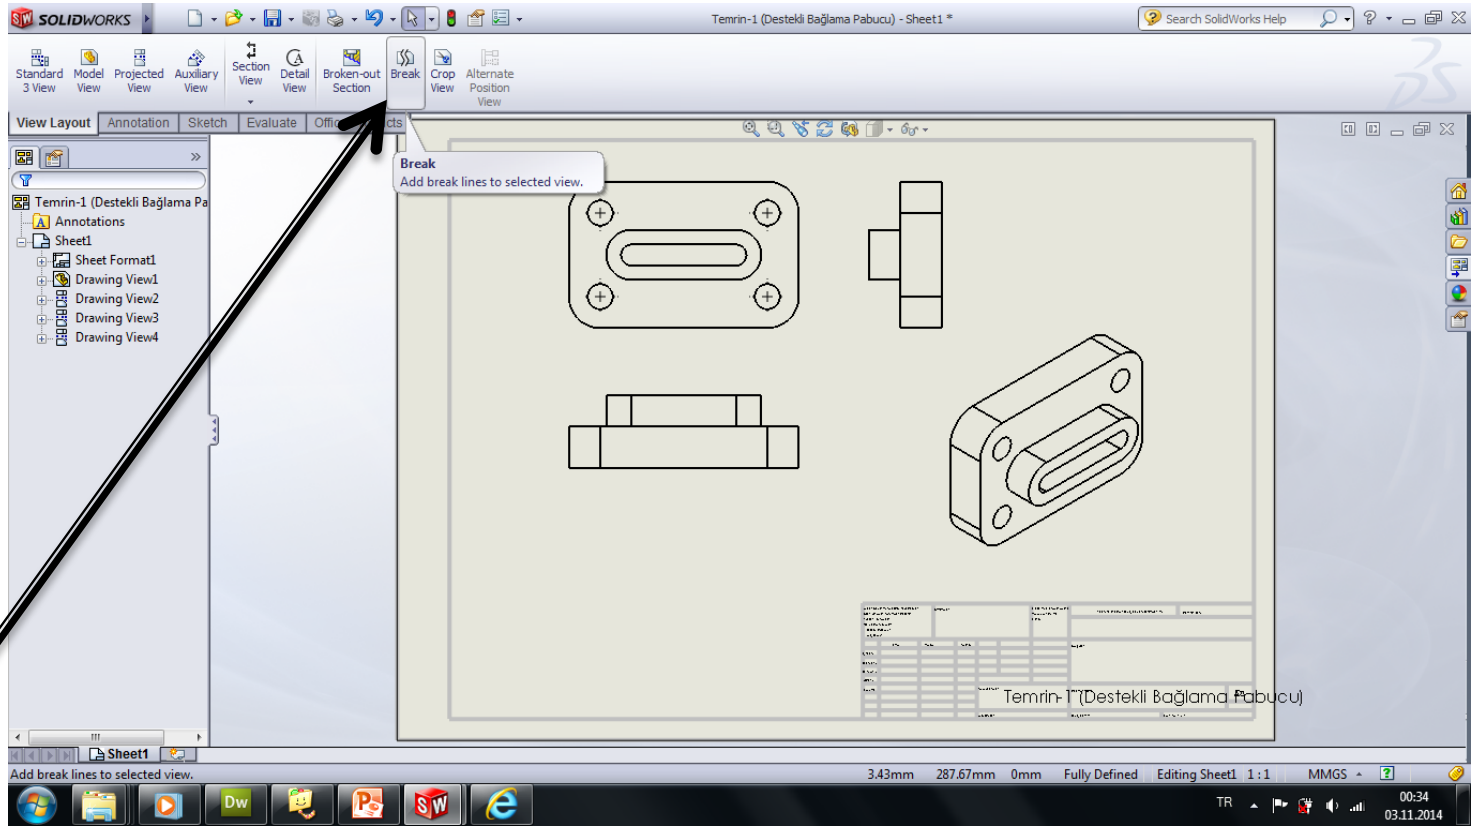 SOLIDWORKS
Temrin-1 (Destekli Bağlama Pabucu) - Sheet1 *
Search SolidWorks Help
Standard 3 View
Model View
Projected View
Auxiliary View
Section View
Detail View
Broken-out Section
Break
Crop View
Alternate Position View
View Layout
Annotation
Sketch
Evaluate
Break
Add break lines to selected view.
Temrin-1 (Destekli Bağlama Pa
Annotations
Sheet1
Sheet Format1
Drawing View1
Drawing View2
Drawing View3
Drawing View4
Temrin-1 (Destekli Bağlama Pabucu)
Sheet1
Add break lines to selected view.
3.43mm 287.67mm 0mm Fully Defined Editing Sheet1 1 : 1 MMGS
Dw
TR
00:34
03.11.2014